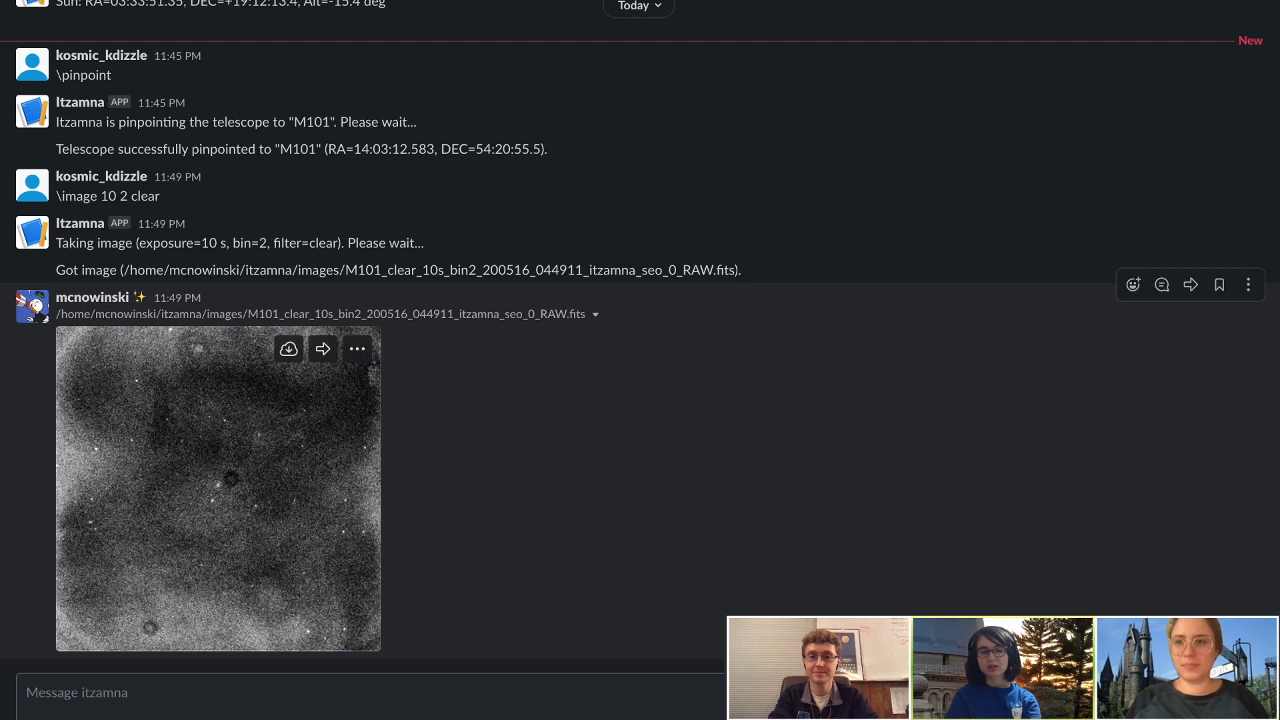 Sun: RA=03:33:51.35, DEC=+19:12:13.4, Alt=-15.4 deg
Today
New
kosmic_kdizzle 11:45 PM
\pinpoint
Itzamna APP 11:45 PM
Itzamna is pinpointing the telescope to "M101". Please wait...
Telescope successfully pinpointed to "M101" (RA=14:03:12.583, DEC=54:20:55.5).
kosmic_kdizzle 11:49 PM
\image 10 2 clear
Itzamna APP 11:49 PM
Taking image (exposure=10 s, bin=2, filter=clear). Please wait...
Got image (/home/mcnowinski/itzamna/images/M101_clear_10s_bin2_200516_044911_itzamna_seo_0_RAW.fits).
mcnowinski 11:49 PM
/home/mcnowinski/itzamna/images/M101_clear_10s_bin2_200516_044911_itzamna_seo_0_RAW.fits
Message itzamna